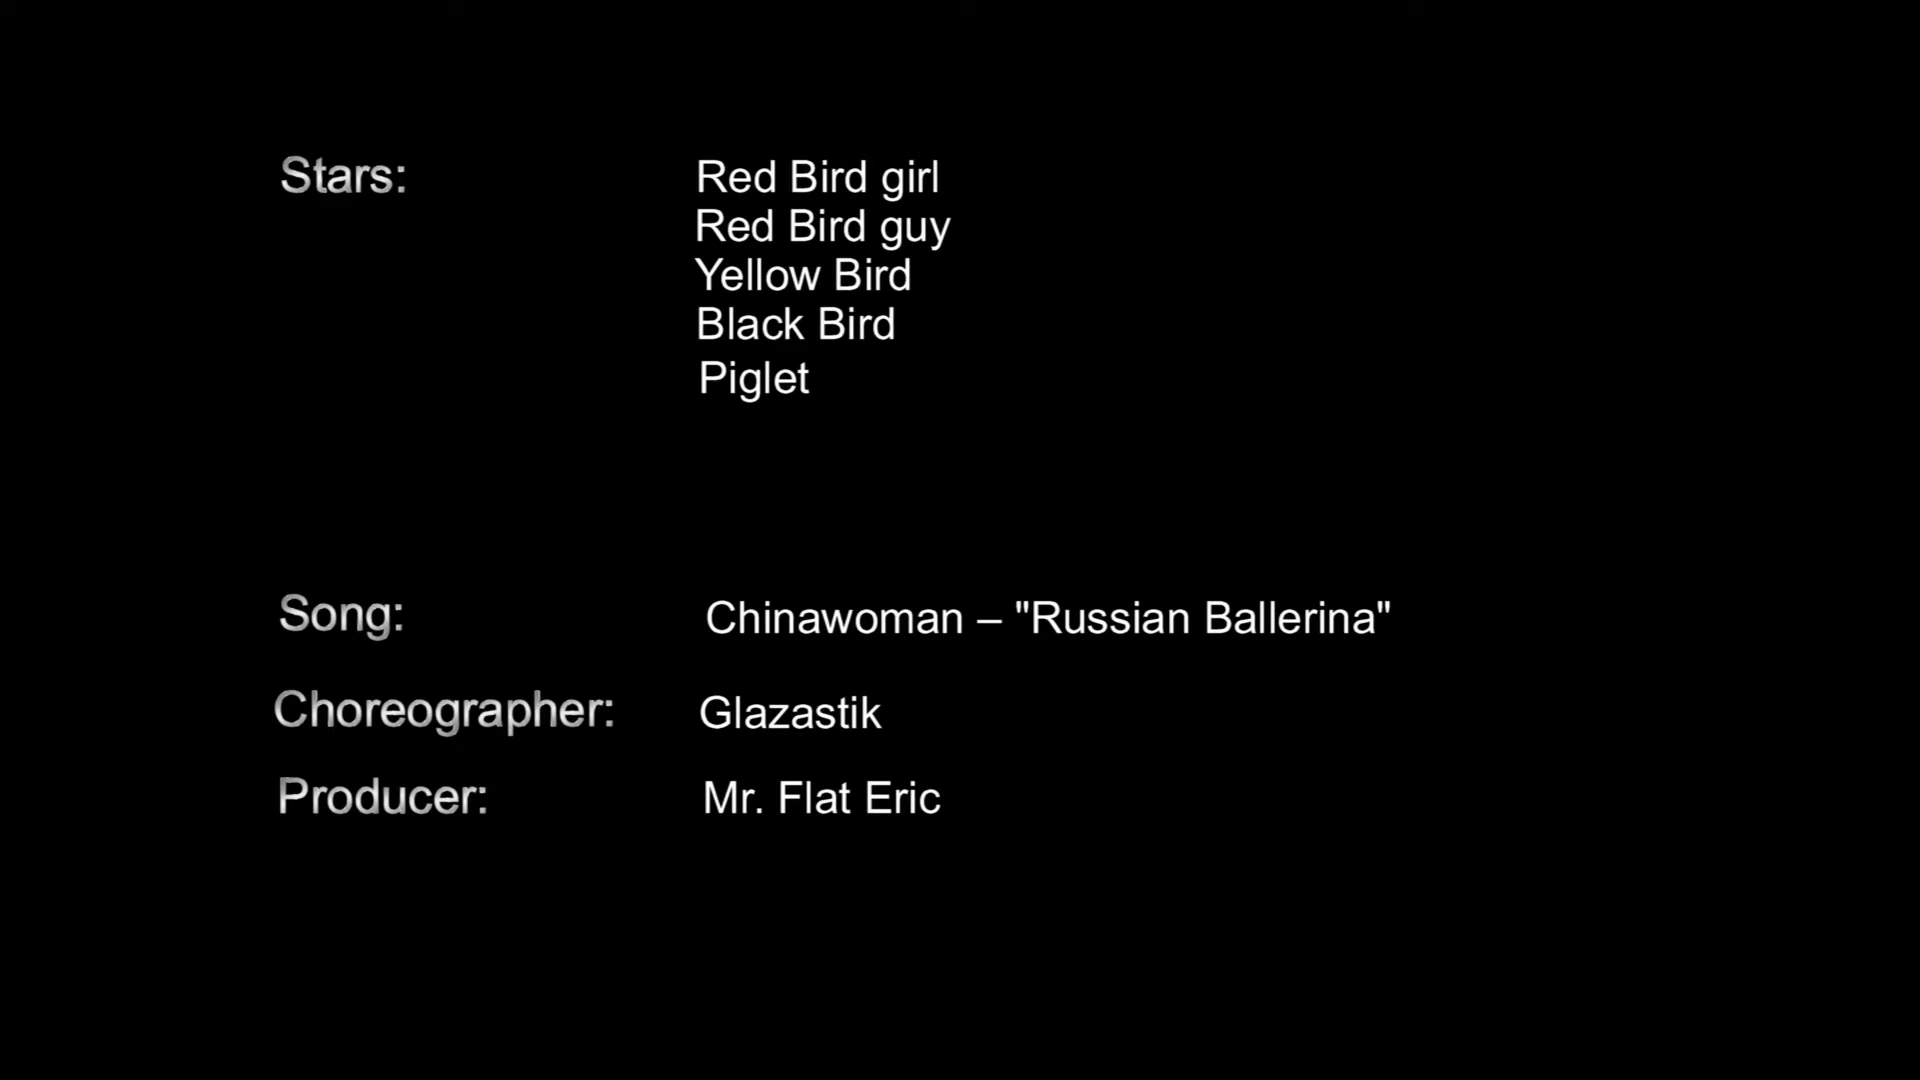 Stars: Red Bird girl
Red Bird guy
Yellow Bird
Black Bird
Piglet
Song: Chinawoman – "Russian Ballerina"
Choreographer: Glazastik
Producer: Mr. Flat Eric